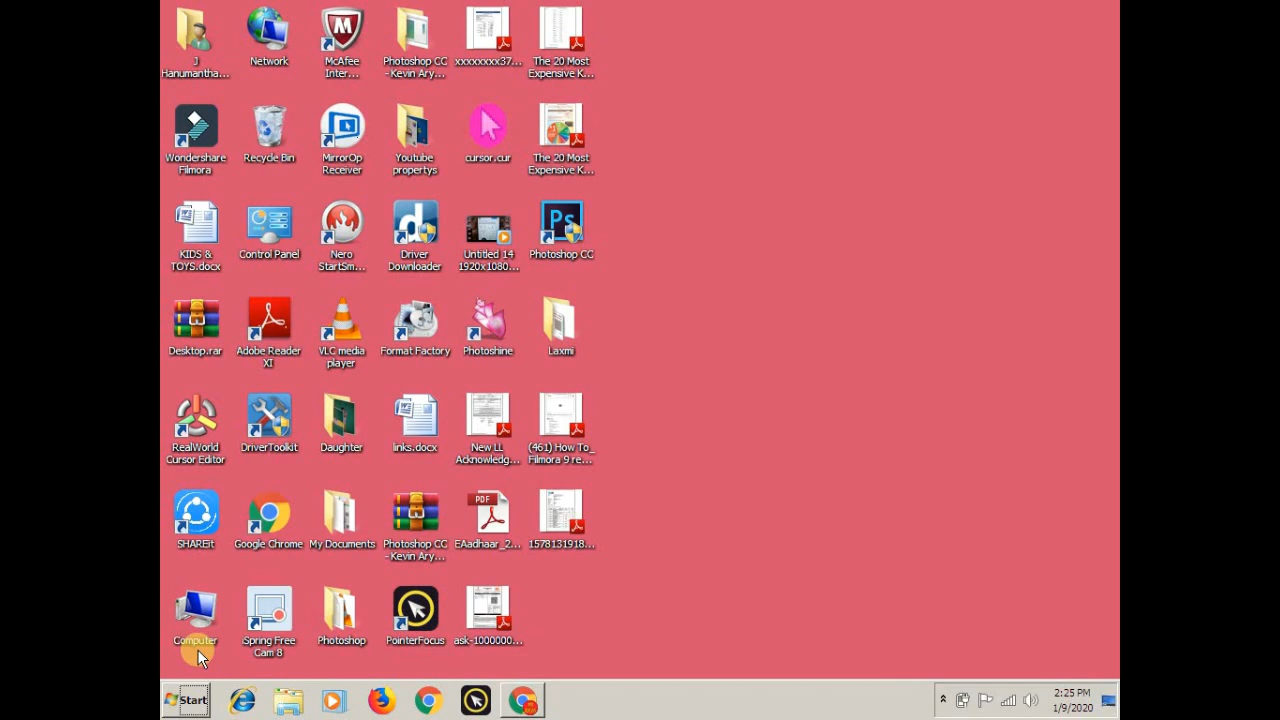 J
Hanumantha...
Network
McAfee
Inter...
Photoshop CC
- Kevin Ary...
xxxxxxxx37...
The 20 Most
Expensive K...
Wondershare
Filmora
Recycle Bin
MirrorOp
Receiver
Youtube
propertys
cursor.cur
The 20 Most
Expensive K...
KIDS &
TOYS.docx
Control Panel
Nero
StartSm...
Driver
Downloader
Untitled 14
1920x1080...
Ps
Photoshop CC
Desktop.rar
Adobe Reader
XI
VLC media
player
Format Factory
Photoshine
Laxmi
RealWorld
Cursor Editor
DriverToolkit
Daughter
links.docx
New LL
Acknowledg...
(461) How To_
Filmora 9 re...
SHAREit
Google Chrome
My Documents
Photoshop CC
- Kevin Ary...
PDF
EAadhaar_2...
1578131918...
Computer
iSpring Free
Cam 8
Photoshop
PointerFocus
ask-1000000...
Start
2:25 PM
1/9/2020